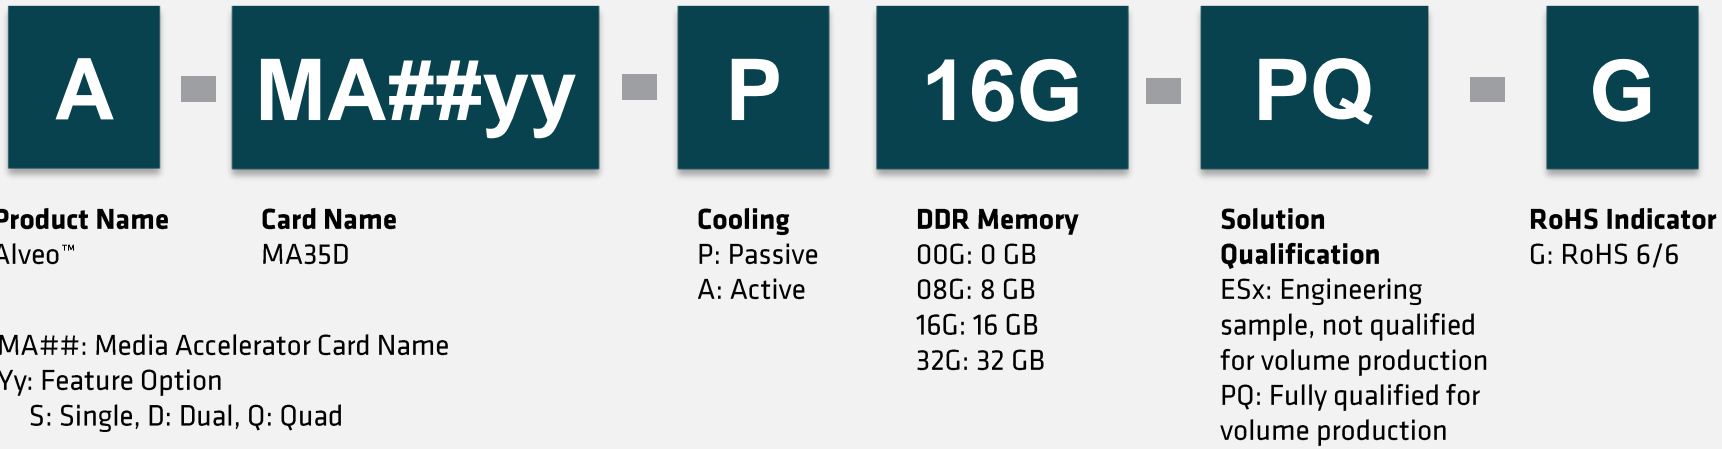 A - MA##yy - P 16G - PQ - G
Product Name
Alveo™
Card Name
MA35D
MA##: Media Accelerator Card Name
Yy: Feature Option
S: Single, D: Dual, Q: Quad
Cooling
P: Passive
A: Active
DDR Memory
00G: 0 GB
08G: 8 GB
16G: 16 GB
32G: 32 GB
Solution
Qualification
ESx: Engineering
sample, not qualified
for volume production
PQ: Fully qualified for
volume production
RoHS Indicator
G: RoHS 6/6